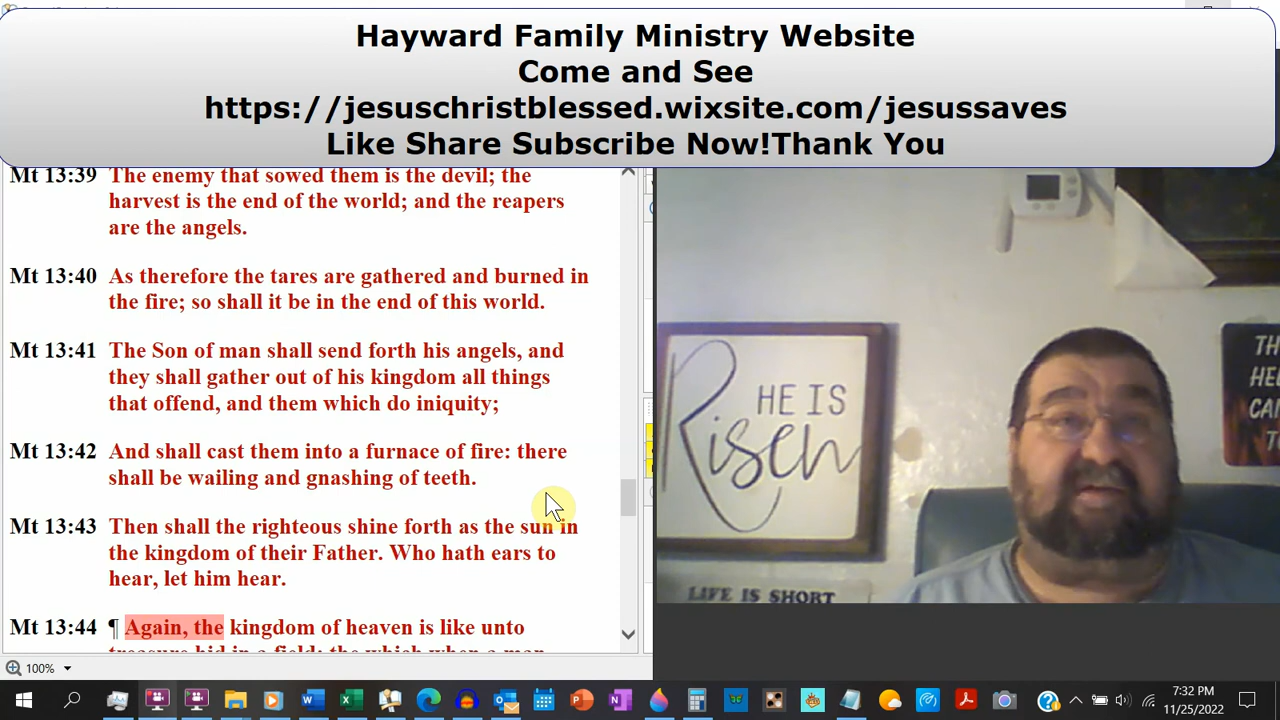 Hayward Family Ministry Website
Come and See
https://jesuschristblessed.wixsite.com/jesussaves
Like Share Subscribe Now!Thank You
Mt 13:39 The enemy that sowed them is the devil; the
harvest is the end of the world; and the reapers
are the angels.
Mt 13:40 As therefore the tares are gathered and burned in
the fire; so shall it be in the end of this world.
Mt 13:41 The Son of man shall send forth his angels, and
they shall gather out of his kingdom all things
that offend, and them which do iniquity;
Mt 13:42 And shall cast them into a furnace of fire: there
shall be wailing and gnashing of teeth.
Mt 13:43 Then shall the righteous shine forth as the sun in
the kingdom of their Father. Who hath ears to
hear, let him hear.
Mt 13:44 ¶ Again, the kingdom of heaven is like unto
treasure hid in a field; the which when a man
HE IS
Risen
LIFE IS SHORT
100%
7:32 PM
11/25/2022